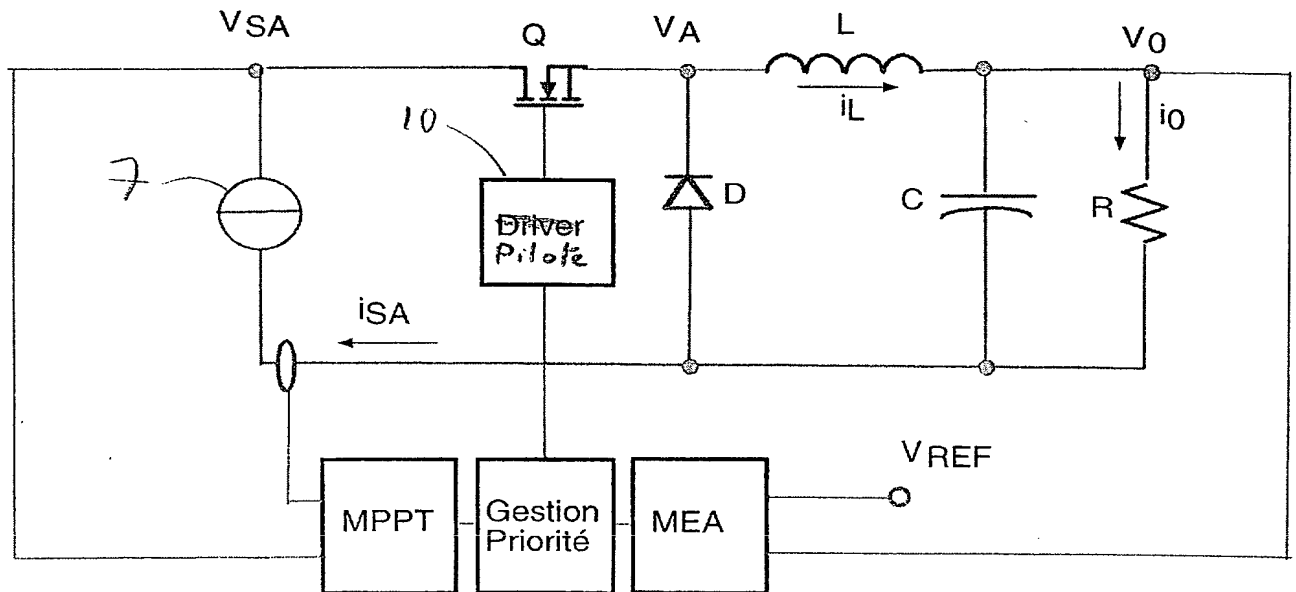 VSA
Q
VA
L
V0
iL
i0
10
7
Driver
Pilote
D
C
R
iSA
VREF
MPPT
Gestion
Priorité
MEA